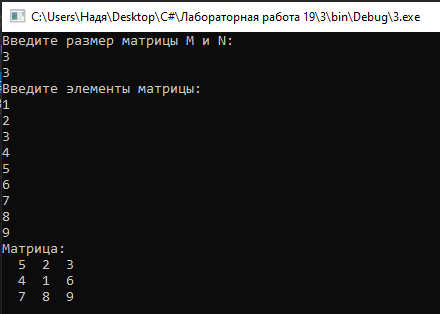 C:\Users\Надя\Desktop\C#\Лабораторная работа 19\3\bin\Debug\3.exe
Введите размер матрицы M и N:
3
3
Введите элементы матрицы:
1
2
3
4
5
6
7
8
9
Матрица:
5 2 3
4 1 6
7 8 9